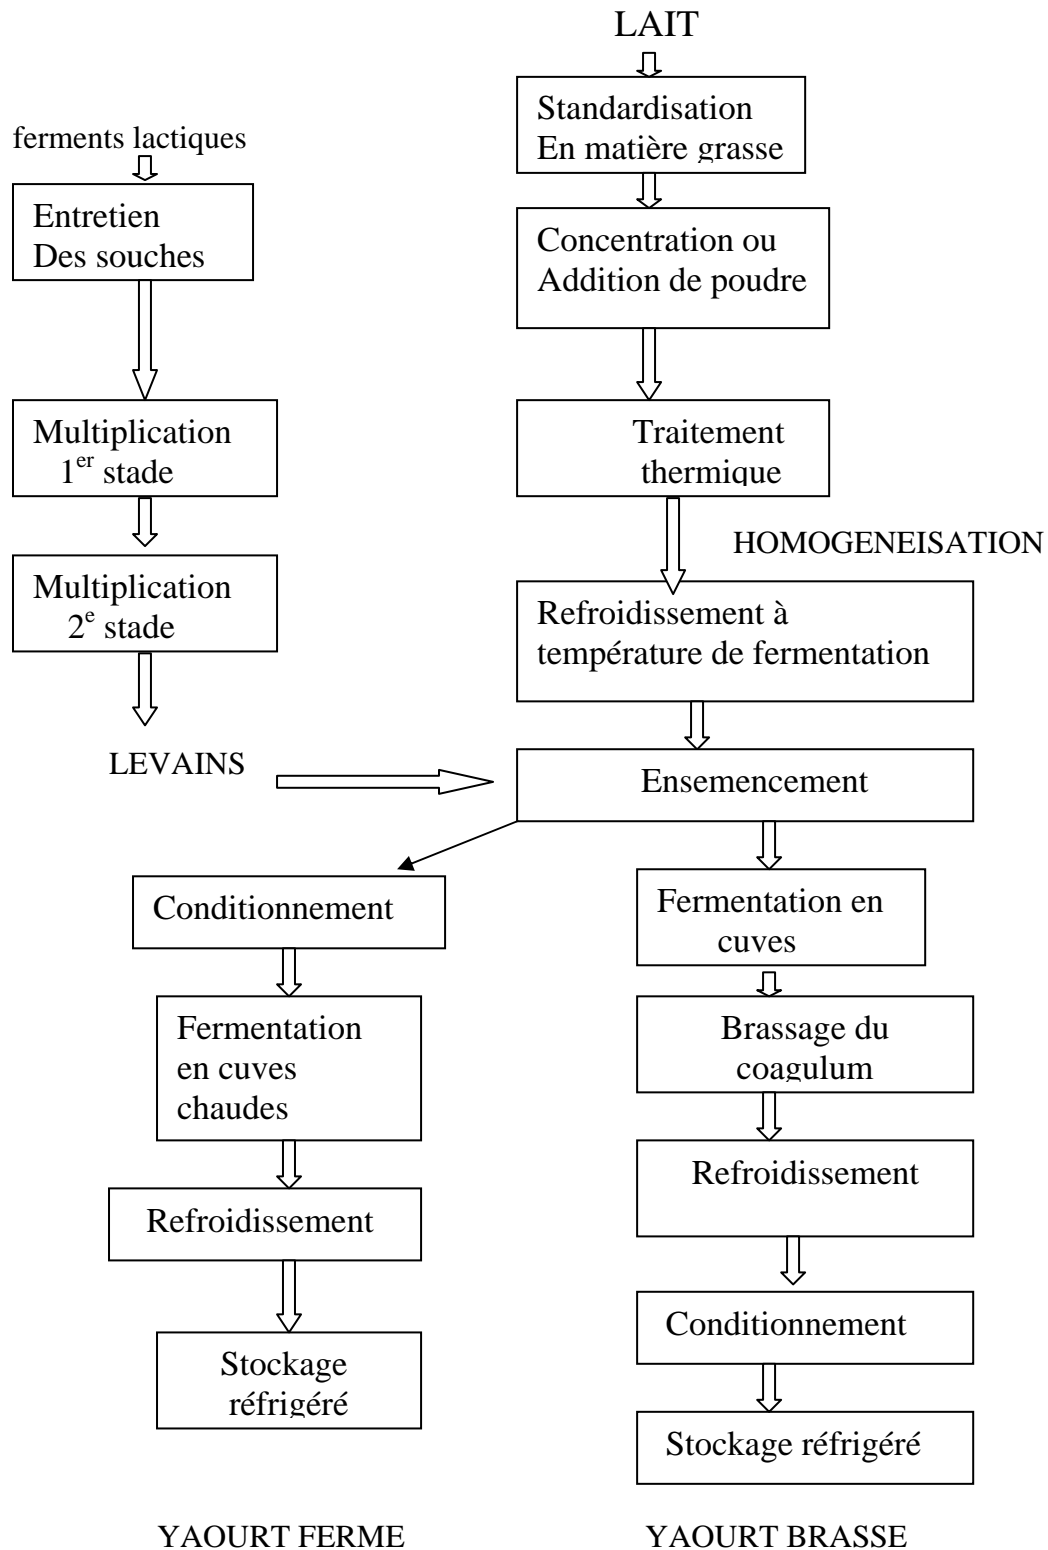 LAIT
Standardisation
En matière grasse
ferments lactiques
Entretien
Des souches
Concentration ou
Addition de poudre
Multiplication
1er stade
Traitement
thermique
HOMOGENEISATION
Multiplication
2e stade
Refroidissement à
température de fermentation
LEVAINS
Ensemencement
Conditionnement
Fermentation
en cuves
chaudes
Refroidissement
Stockage
réfrigéré
YAOURT FERME
Fermentation en
cuves
Brassage du
coagulum
Refroidissement
Conditionnement
Stockage réfrigéré
YAOURT BRASSE